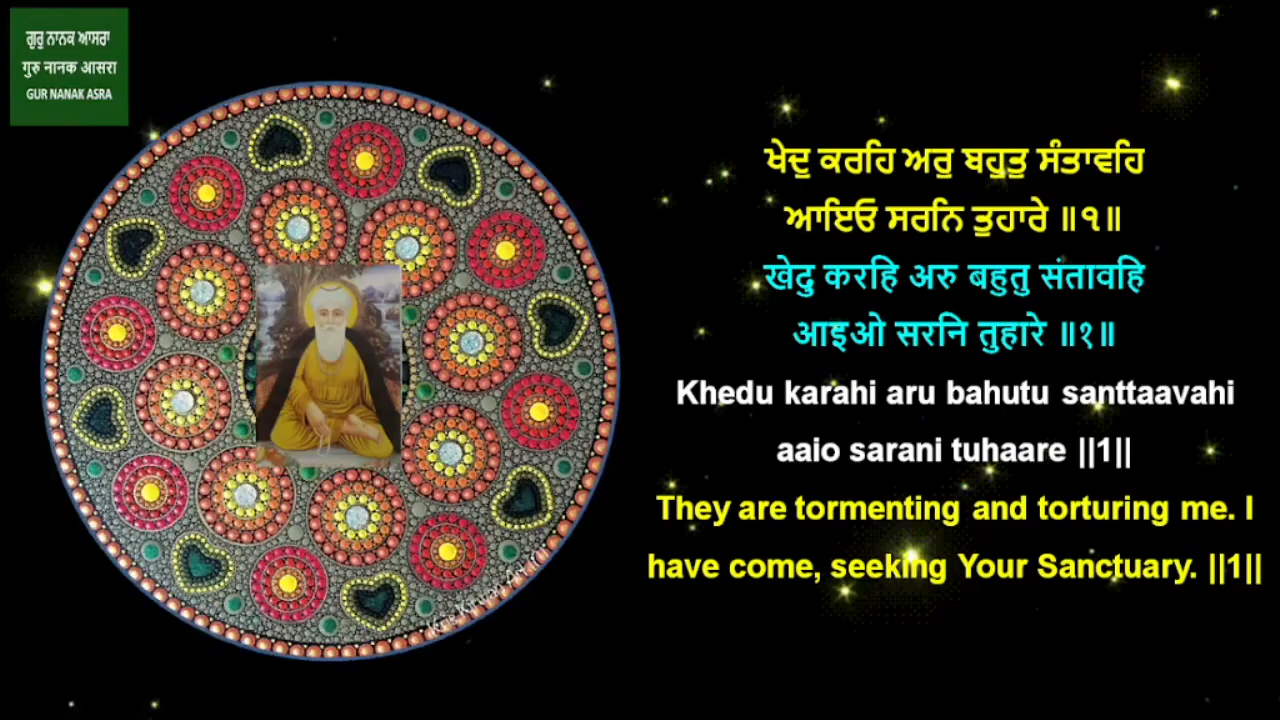 ਗੁਰੁ ਨਾਨਕ ਆਸਰਾ
गुरु नानक आसरा
GUR NANAK ASRA
ਖੇਦੁ ਕਰਹਿ ਅਰੁ ਬਹੁਤੁ ਸੰਤਾਵਹਿ
ਆਇਓ ਸਰਨਿ ਤੁਹਾਰੇ ॥੧॥
खेदु करहि अरु बहुतु संतावहि
आइओ सरनि तुहारे ॥१॥
Khedu karahi aru bahutu santtaavahi
aaio sarani tuhaare ||1||
They are tormenting and torturing me. I
have come, seeking Your Sanctuary. ||1||